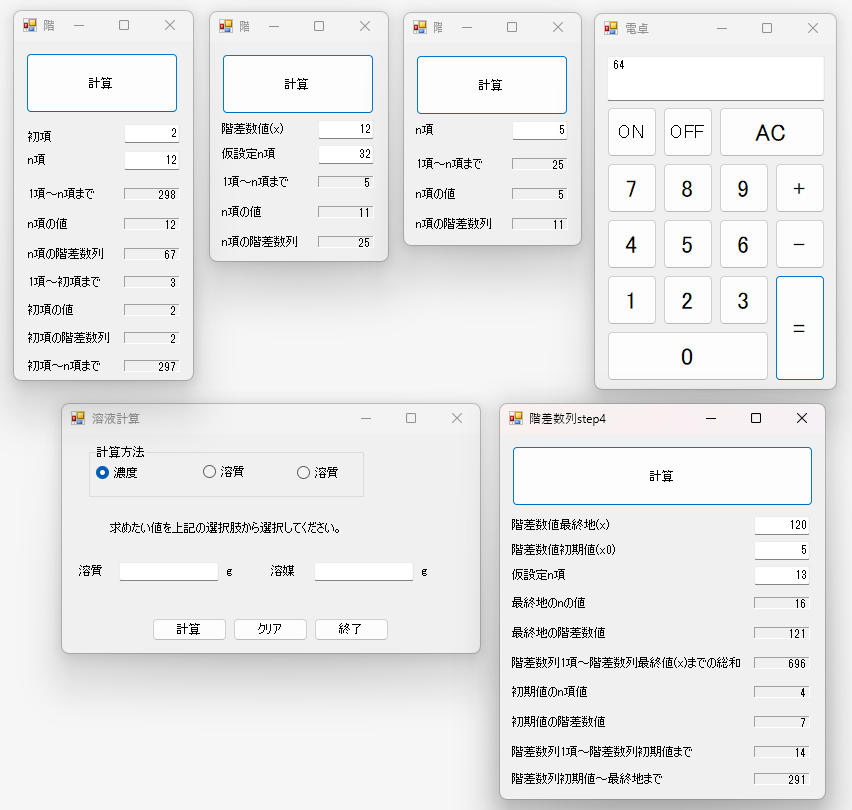 階
計算
初項 2
n項 12
1項～n項まで 298
n項の値 12
n項の階差数列 67
1項～初項まで 3
初項の値 2
初項の階差数列 2
初項～n項まで 297
階
計算
階差数値(x) 12
仮設定n項 32
1項～n項まで 5
n項の値 11
n項の階差数列 25
階
計算
n項 5
1項～n項まで 25
n項の値 5
n項の階差数列 11
電卓
64
ON OFF AC
7 8 9 +
4 5 6 -
1 2 3 =
0
溶液計算
計算方法
濃度 溶質 溶質
求めたい値を上記の選択肢から選択してください。
溶質 g 溶媒 g
計算 クリア 終了
階差数列step4
計算
階差数値最終地(x) 120
階差数値初期値(x0) 5
仮設定n項 13
最終地のnの値 16
最終地の階差数値 121
階差数列1項～階差数列最終値(x)までの総和 696
初期値のn項値 4
初期値の階差数値 7
階差数列1項～階差数列初期値まで 14
階差数列初期値～最終地まで 291